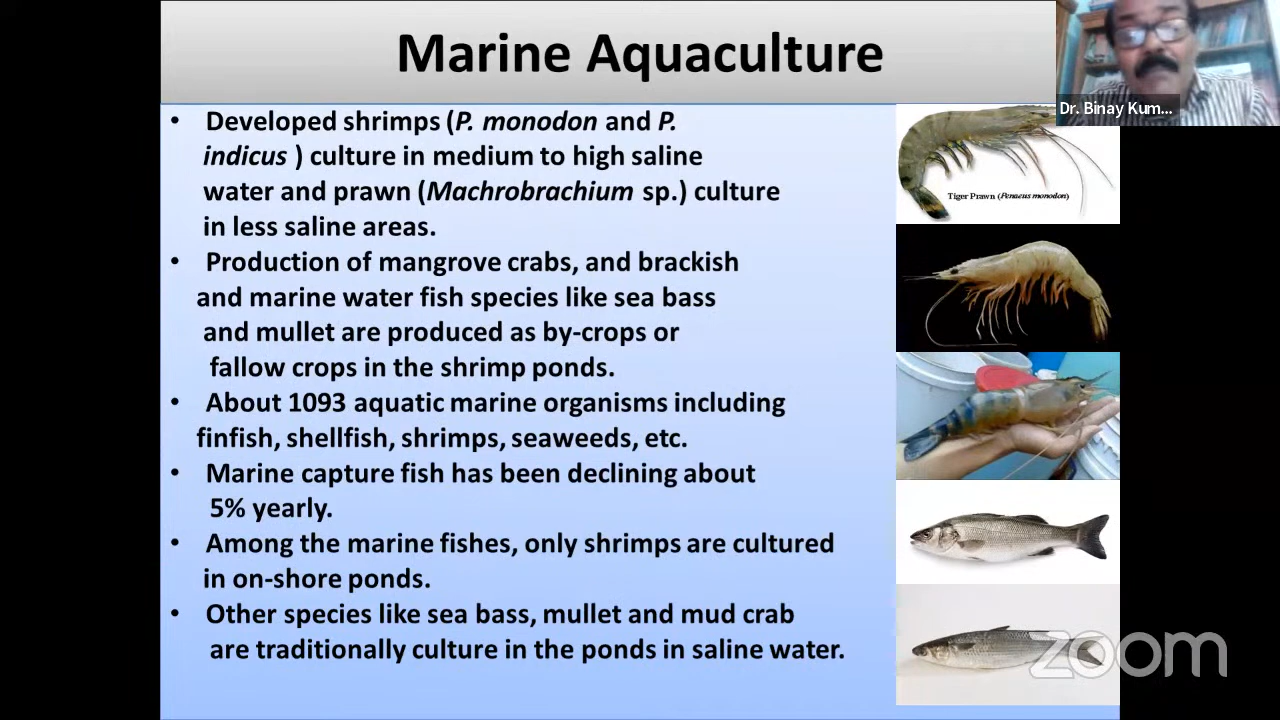 Marine Aquaculture
Dr. Binay Kum...
• Developed shrimps (P. monodon and P.
indicus ) culture in medium to high saline
water and prawn (Machrobrachium sp.) culture
in less saline areas.
• Production of mangrove crabs, and brackish
and marine water fish species like sea bass
and mullet are produced as by-crops or
fallow crops in the shrimp ponds.
• About 1093 aquatic marine organisms including
finfish, shellfish, shrimps, seaweeds, etc.
• Marine capture fish has been declining about
5% yearly.
• Among the marine fishes, only shrimps are cultured
in on-shore ponds.
• Other species like sea bass, mullet and mud crab
are traditionally culture in the ponds in saline water.
Tiger Prawn (Penaeus monodon)
zoom